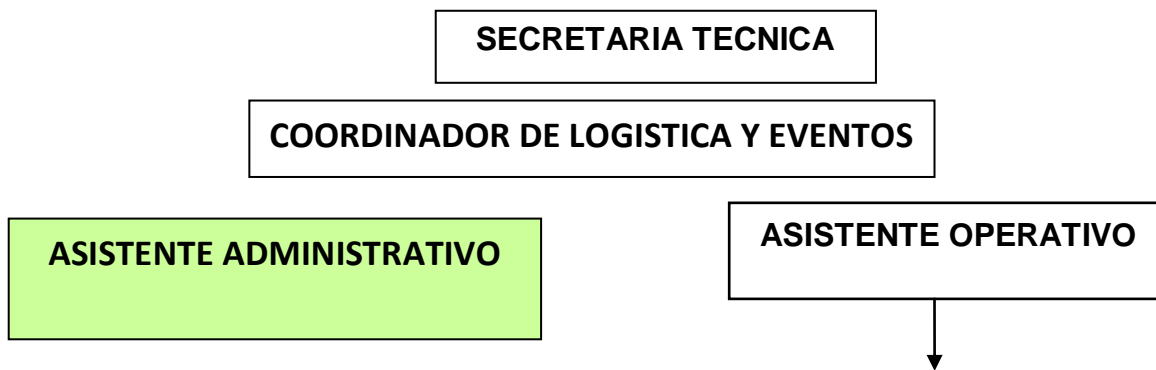 SECRETARIA TECNICA
COORDINADOR DE LOGISTICA Y EVENTOS
ASISTENTE ADMINISTRATIVO
ASISTENTE OPERATIVO